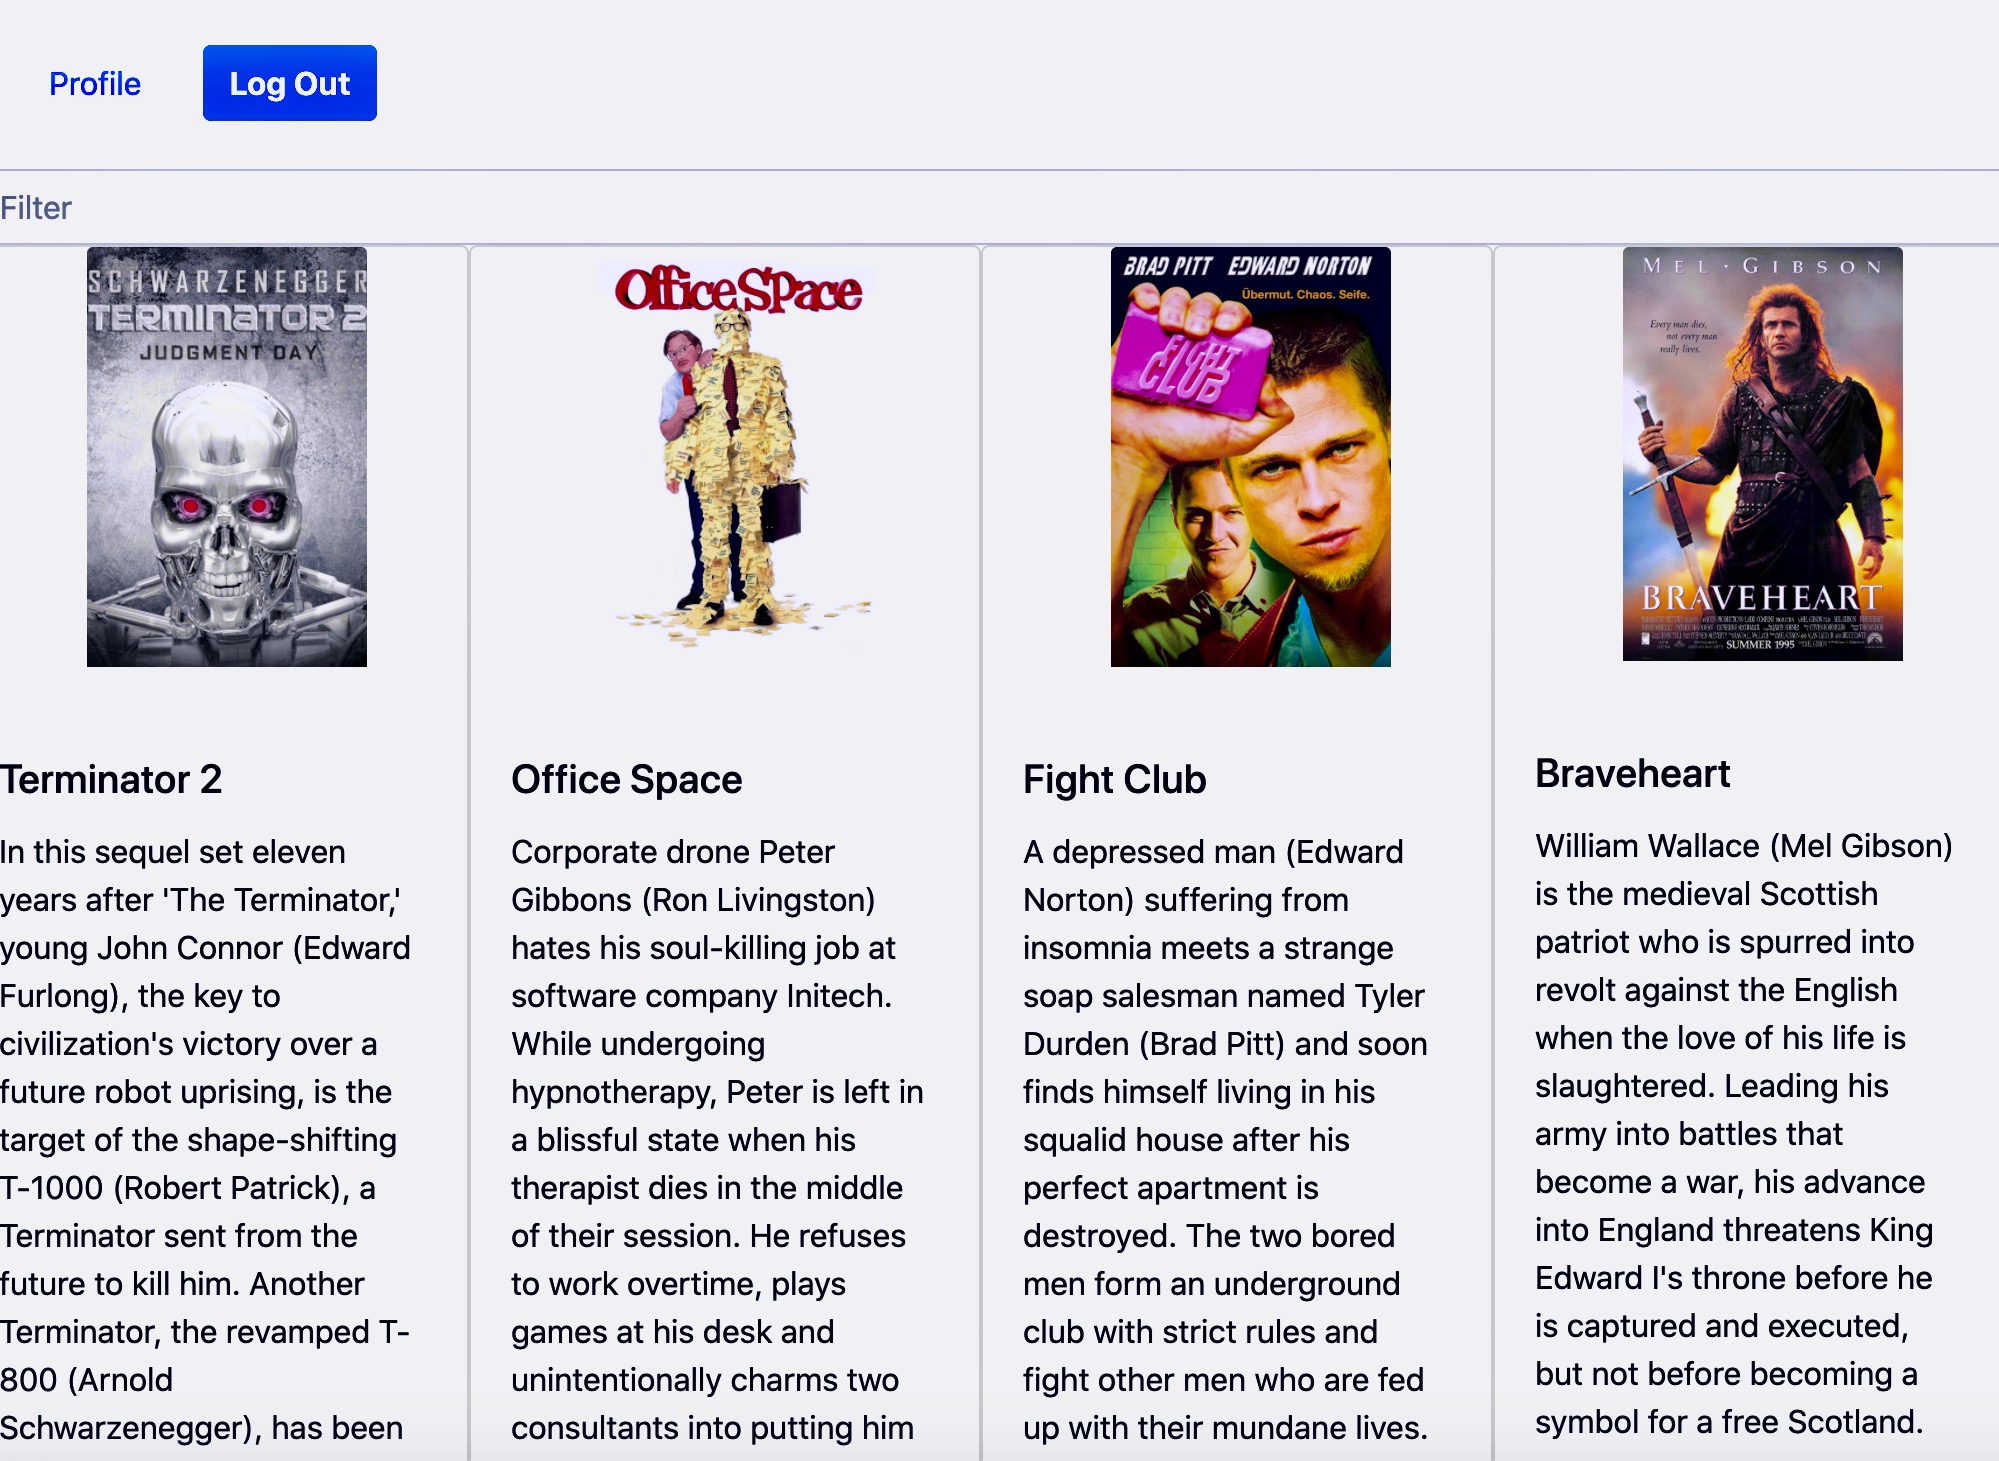 Profile
Log Out
Filter
SCHWARZENEGGER
TERMINATOR 2
JUDGMENT DAY
Office Space
BRAD PITT EDWARD NORTON
Übermut. Chaos. Seife.
FIGHT
CLUB
MEL · GIBSON
Every man dies,
not every man
really lives.
BRAVEHEART
SUMMER 1995
Terminator 2
In this sequel set eleven
years after 'The Terminator,'
young John Connor (Edward
Furlong), the key to
civilization's victory over a
future robot uprising, is the
target of the shape-shifting
T-1000 (Robert Patrick), a
Terminator sent from the
future to kill him. Another
Terminator, the revamped T-
800 (Arnold
Schwarzenegger), has been
Office Space
Corporate drone Peter
Gibbons (Ron Livingston)
hates his soul-killing job at
software company Initech.
While undergoing
hypnotherapy, Peter is left in
a blissful state when his
therapist dies in the middle
of their session. He refuses
to work overtime, plays
games at his desk and
unintentionally charms two
consultants into putting him
Fight Club
A depressed man (Edward
Norton) suffering from
insomnia meets a strange
soap salesman named Tyler
Durden (Brad Pitt) and soon
finds himself living in his
squalid house after his
perfect apartment is
destroyed. The two bored
men form an underground
club with strict rules and
fight other men who are fed
up with their mundane lives.
Braveheart
William Wallace (Mel Gibson)
is the medieval Scottish
patriot who is spurred into
revolt against the English
when the love of his life is
slaughtered. Leading his
army into battles that
become a war, his advance
into England threatens King
Edward I's throne before he
is captured and executed,
but not before becoming a
symbol for a free Scotland.